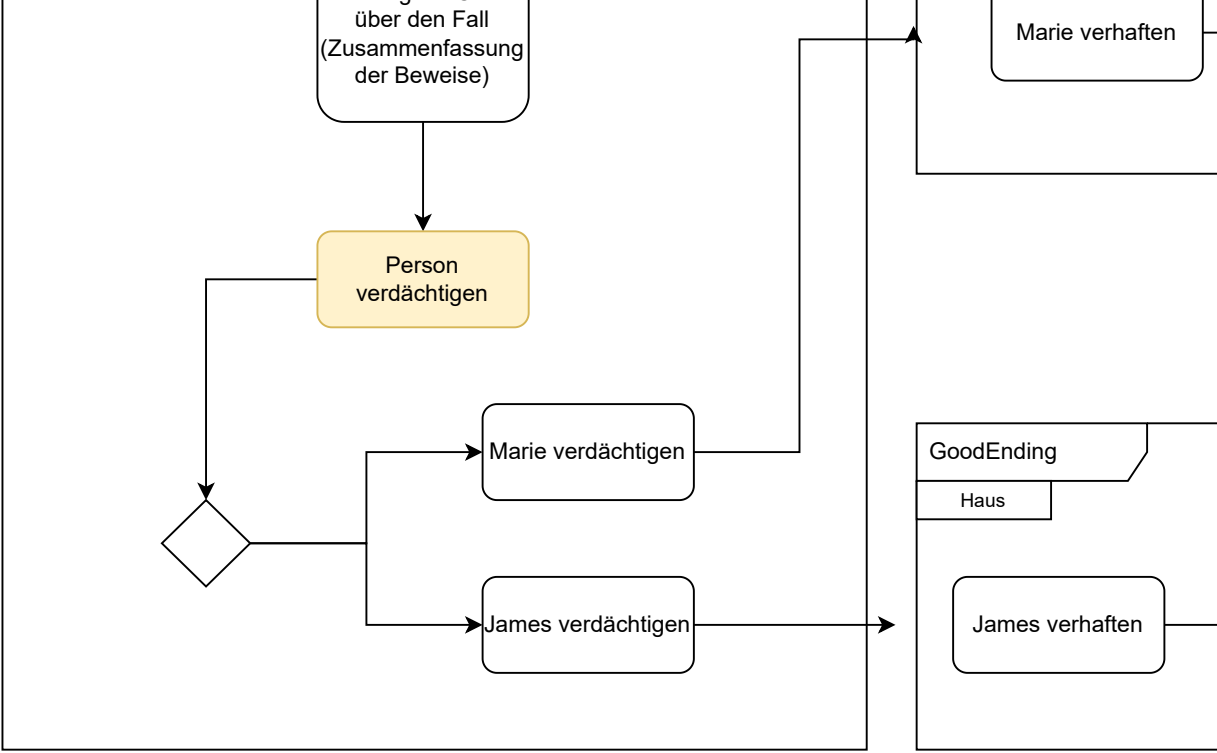 über den Fall
(Zusammenfassung
der Beweise)
Marie verhaften
Person
verdächtigen
Marie verdächtigen
GoodEnding
Haus
James verdächtigen
James verhaften